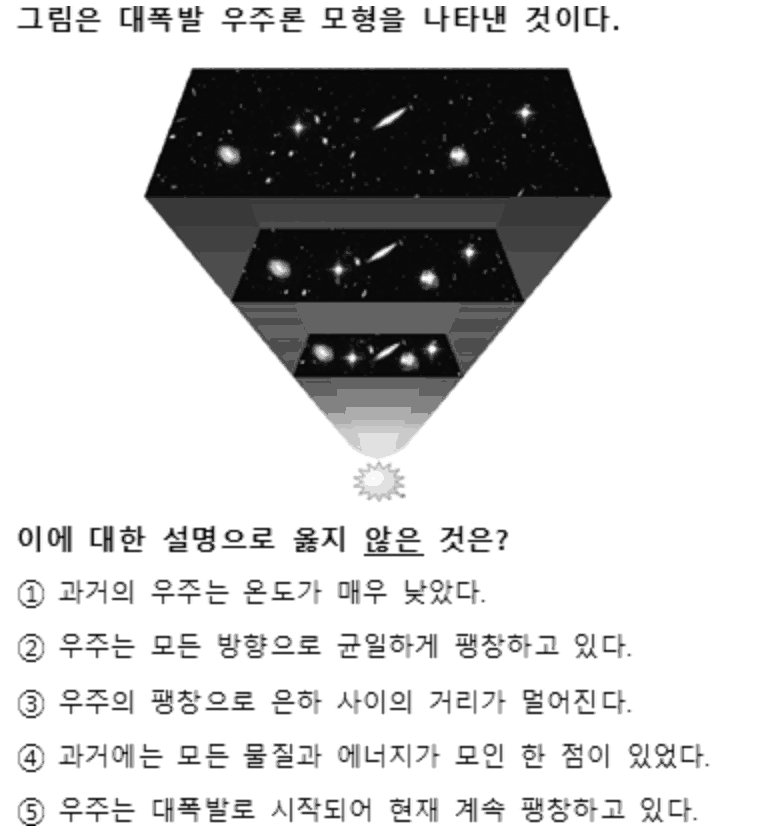 그림은 대폭발 우주론 모형을 나타낸 것이다.
이에 대한 설명으로 옳지 않은 것은?
① 과거의 우주는 온도가 매우 낮았다.
② 우주는 모든 방향으로 균일하게 팽창하고 있다.
③ 우주의 팽창으로 은하 사이의 거리가 멀어진다.
④ 과거에는 모든 물질과 에너지가 모인 한 점이 있었다.
⑤ 우주는 대폭발로 시작되어 현재 계속 팽창하고 있다.